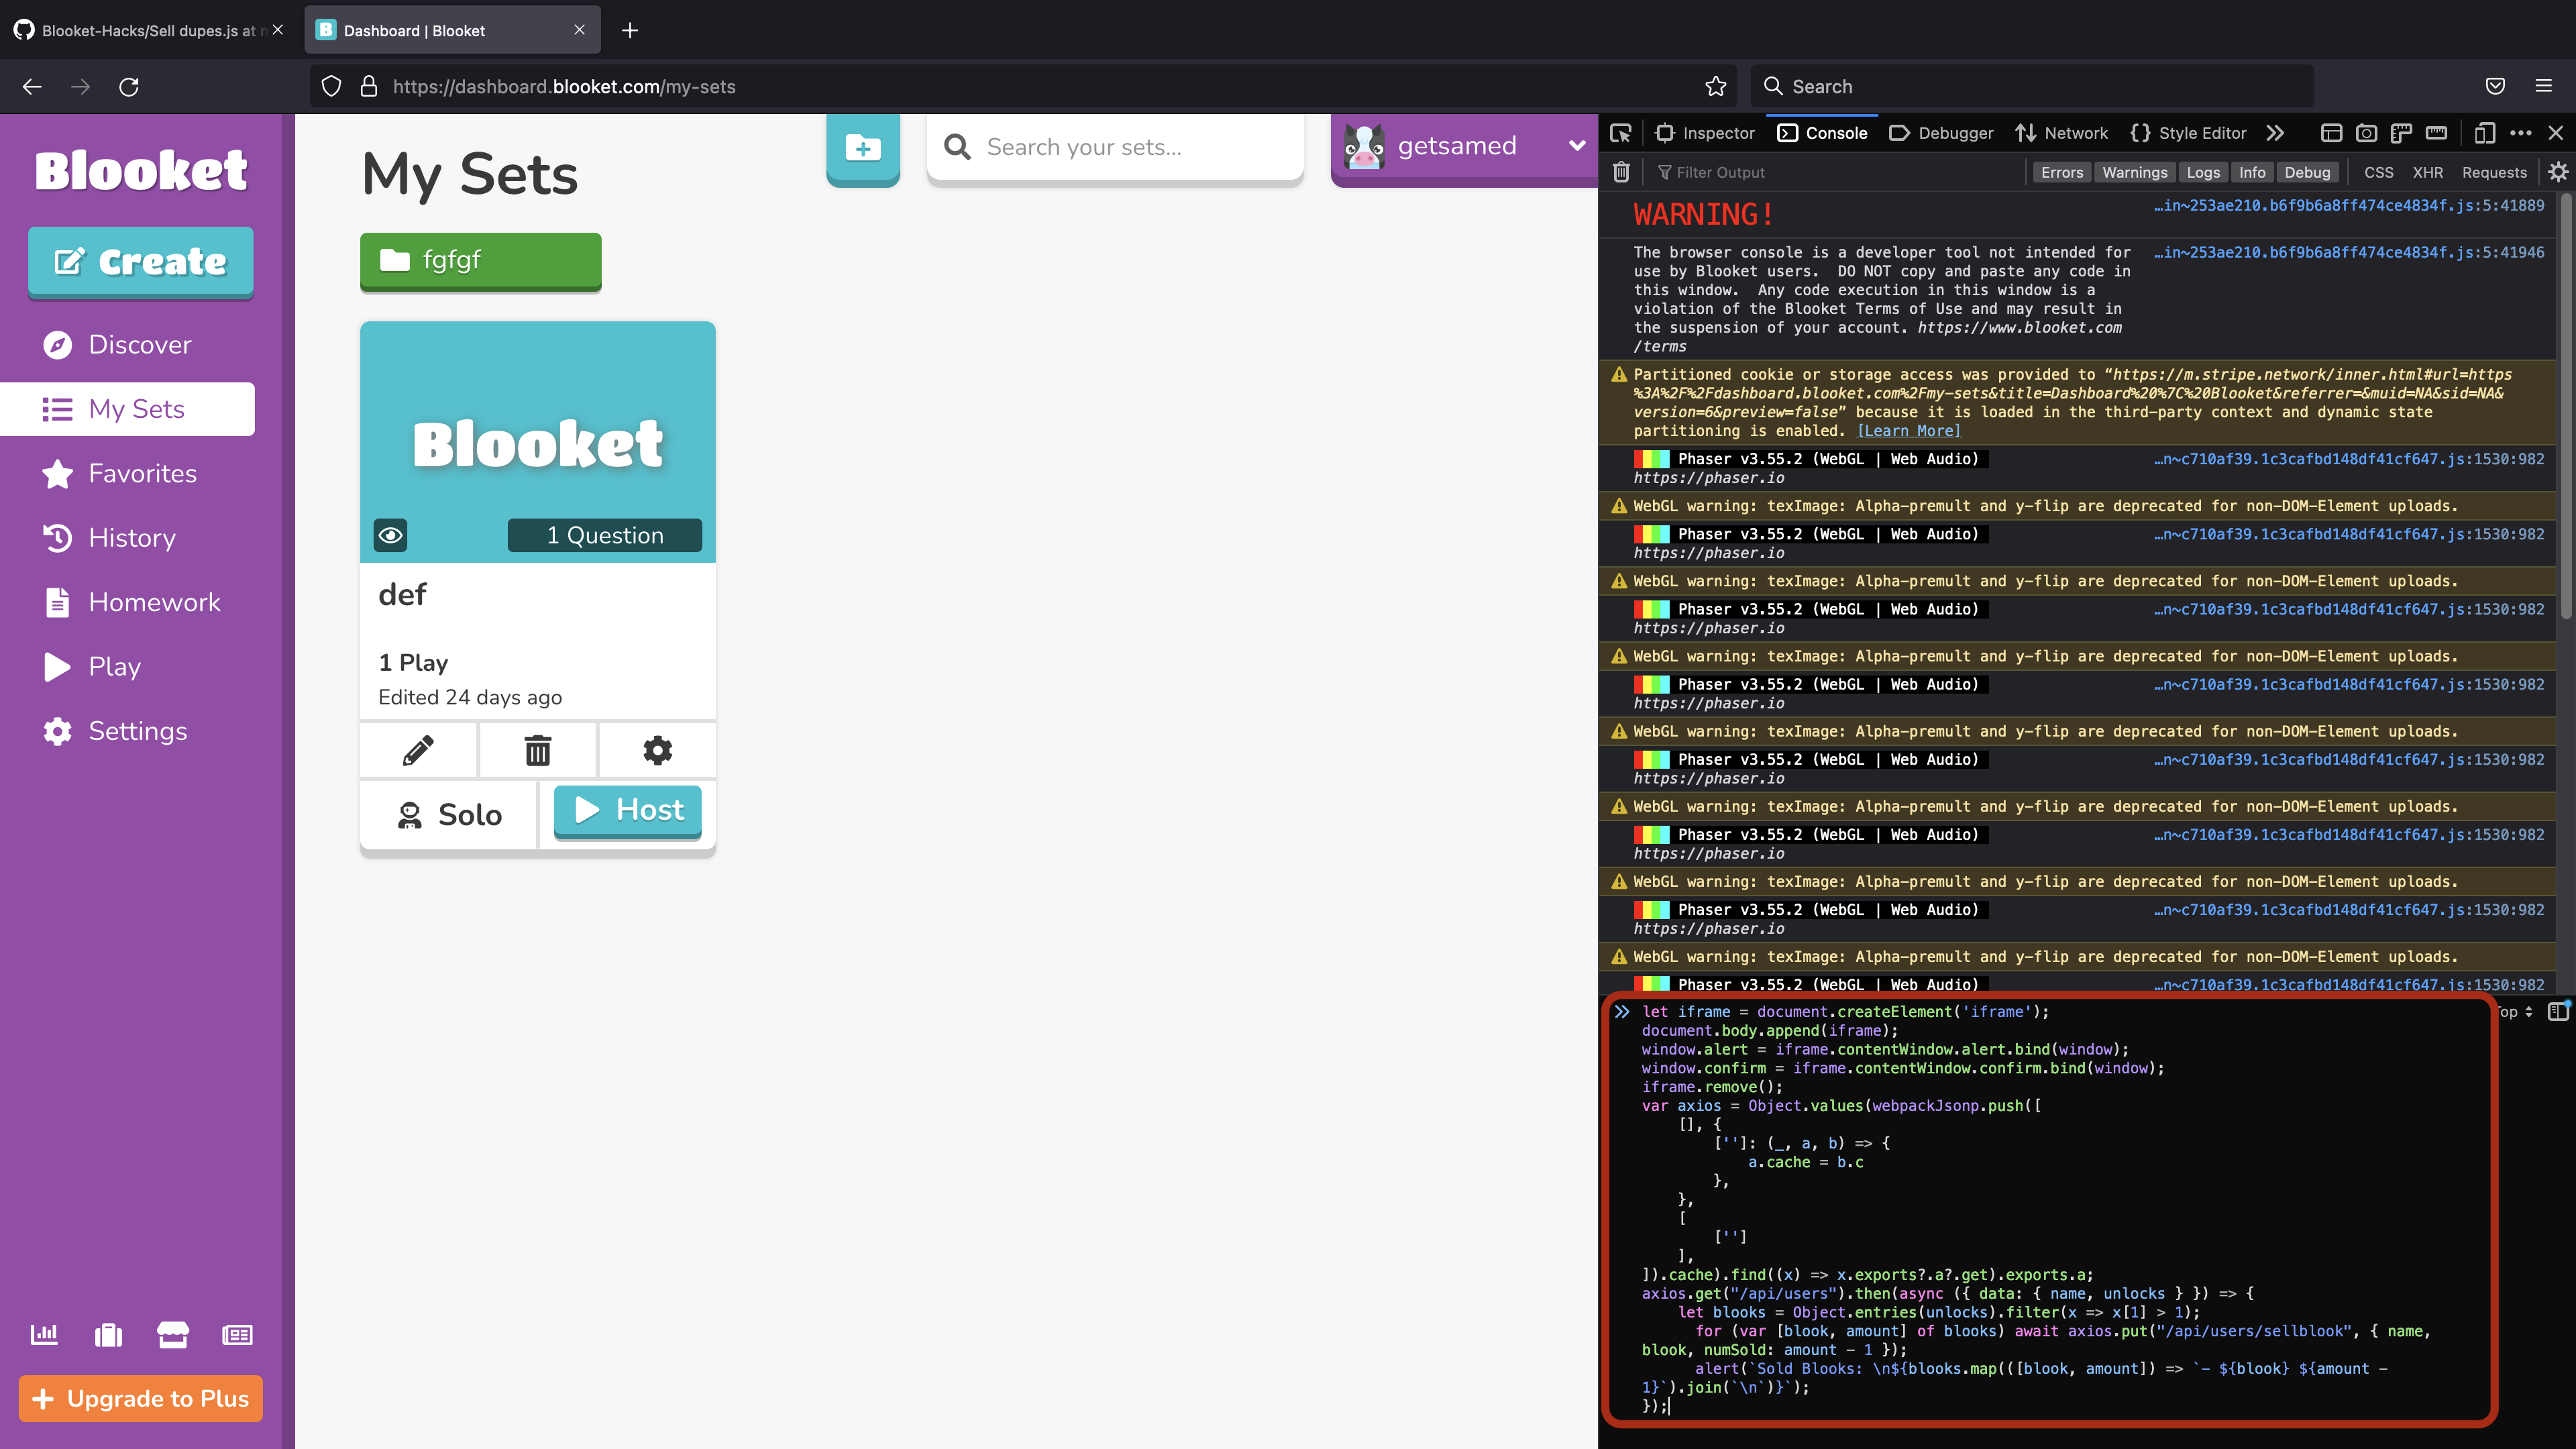 Blooket-Hacks/Sell dupes.js at m
Dashboard | Blooket
https://dashboard.blooket.com/my-sets
Search
Blooket
Create
Discover
My Sets
Favorites
History
Homework
Play
Settings
Upgrade to Plus
My Sets
Search your sets...
getsamed
fgfgf
Blooket
1 Question
def
1 Play
Edited 24 days ago
Solo
Host
Inspector
Console
Debugger
Network
Style Editor
Filter Output
Errors
Warnings
Logs
Info
Debug
CSS
XHR
Requests
WARNING!
…in~253ae210.b6f9b6a8ff474ce4834f.js:5:41889
The browser console is a developer tool not intended for
…in~253ae210.b6f9b6a8ff474ce4834f.js:5:41946
use by Blooket users.  DO NOT copy and paste any code in
this window.  Any code execution in this window is a
violation of the Blooket Terms of Use and may result in
the suspension of your account. https://www.blooket.com
/terms
Partitioned cookie or storage access was provided to “https://m.stripe.network/inner.html#url=https
%3A%2F%2Fdashboard.blooket.com%2Fmy-sets&title=Dashboard%20%7C%20Blooket&referrer=&muid=NA&sid=NA&
version=6&preview=false” because it is loaded in the third-party context and dynamic state
partitioning is enabled. [Learn More]
Phaser v3.55.2 (WebGL | Web Audio)
…n~c710af39.1c3cafbd148df41cf647.js:1530:982
https://phaser.io
WebGL warning: texImage: Alpha-premult and y-flip are deprecated for non-DOM-Element uploads.
Phaser v3.55.2 (WebGL | Web Audio)
…n~c710af39.1c3cafbd148df41cf647.js:1530:982
https://phaser.io
WebGL warning: texImage: Alpha-premult and y-flip are deprecated for non-DOM-Element uploads.
Phaser v3.55.2 (WebGL | Web Audio)
…n~c710af39.1c3cafbd148df41cf647.js:1530:982
https://phaser.io
WebGL warning: texImage: Alpha-premult and y-flip are deprecated for non-DOM-Element uploads.
Phaser v3.55.2 (WebGL | Web Audio)
…n~c710af39.1c3cafbd148df41cf647.js:1530:982
https://phaser.io
WebGL warning: texImage: Alpha-premult and y-flip are deprecated for non-DOM-Element uploads.
Phaser v3.55.2 (WebGL | Web Audio)
…n~c710af39.1c3cafbd148df41cf647.js:1530:982
https://phaser.io
WebGL warning: texImage: Alpha-premult and y-flip are deprecated for non-DOM-Element uploads.
Phaser v3.55.2 (WebGL | Web Audio)
…n~c710af39.1c3cafbd148df41cf647.js:1530:982
https://phaser.io
WebGL warning: texImage: Alpha-premult and y-flip are deprecated for non-DOM-Element uploads.
Phaser v3.55.2 (WebGL | Web Audio)
…n~c710af39.1c3cafbd148df41cf647.js:1530:982
https://phaser.io
WebGL warning: texImage: Alpha-premult and y-flip are deprecated for non-DOM-Element uploads.
Phaser v3.55.2 (WebGL | Web Audio)
…n~c710af39.1c3cafbd148df41cf647.js:1530:982
let iframe = document.createElement('iframe');
op
document.body.append(iframe);
window.alert = iframe.contentWindow.alert.bind(window);
window.confirm = iframe.contentWindow.confirm.bind(window);
iframe.remove();
var axios = Object.values(webpackJsonp.push([
[], {
['']: (_, a, b) => {
a.cache = b.c
},
},
[
['']
],
]).cache).find((x) => x.exports?.a?.get).exports.a;
axios.get("/api/users").then(async ({ data: { name, unlocks } }) => {
let blooks = Object.entries(unlocks).filter(x => x[1] > 1);
for (var [blook, amount] of blooks) await axios.put("/api/users/sellblook", { name,
blook, numSold: amount - 1 });
alert(`Sold Blooks: \n${blooks.map(([blook, amount]) => `- ${blook} ${amount -
1}`).join(`\n`)}`);
});